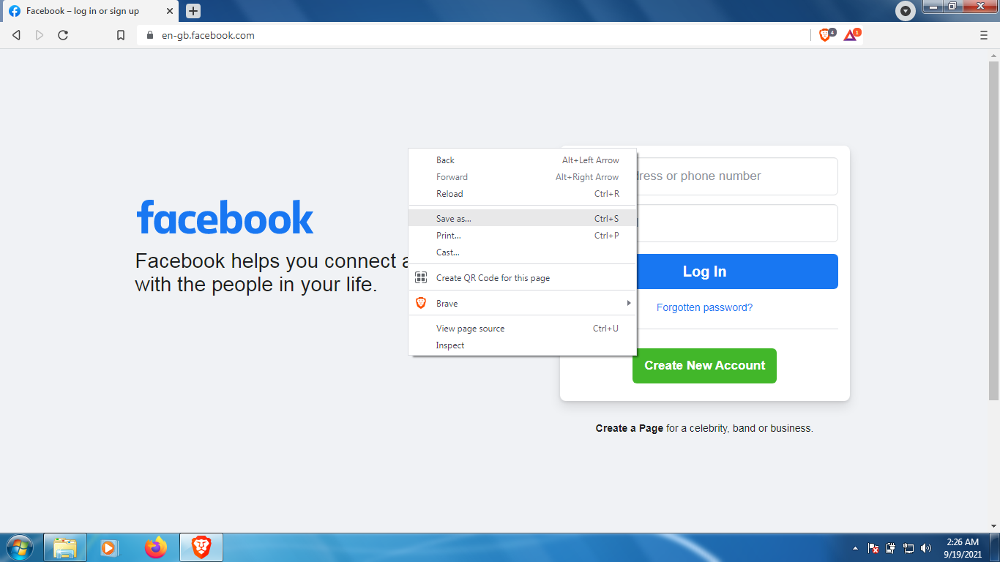 Facebook – log in or sign up
en-gb.facebook.com
4
1
Back Alt+Left Arrow
Forward Alt+Right Arrow
Reload Ctrl+R
Save as... Ctrl+S
Print... Ctrl+P
Cast...
Create QR Code for this page
Brave
View page source Ctrl+U
Inspect
facebook
Facebook helps you connect
with the people in your life.
or phone number
Log In
Forgotten password?
Create New Account
Create a Page for a celebrity, band or business.
2:26 AM
9/19/2021